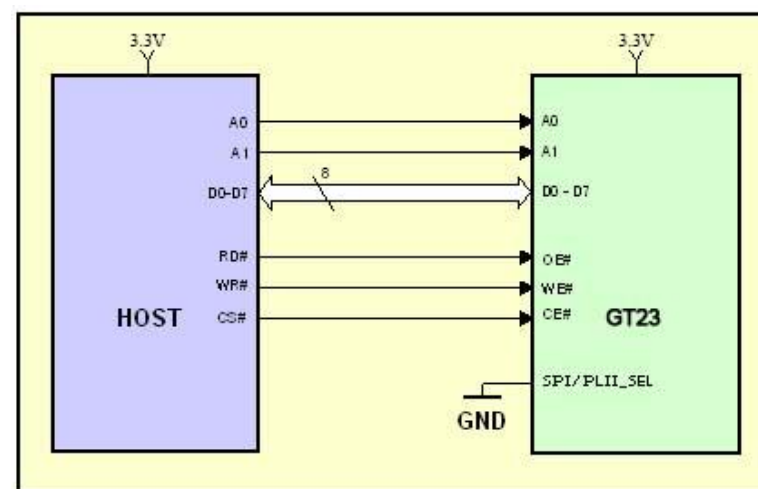 3.3V
3.3V
A0
A0
A1
A1
8
D0-D7
D0 - D7
RD#
OE#
WR#
WE#
HOST
CS#
CE#
GT23
SPI/PLII_SEL
GND